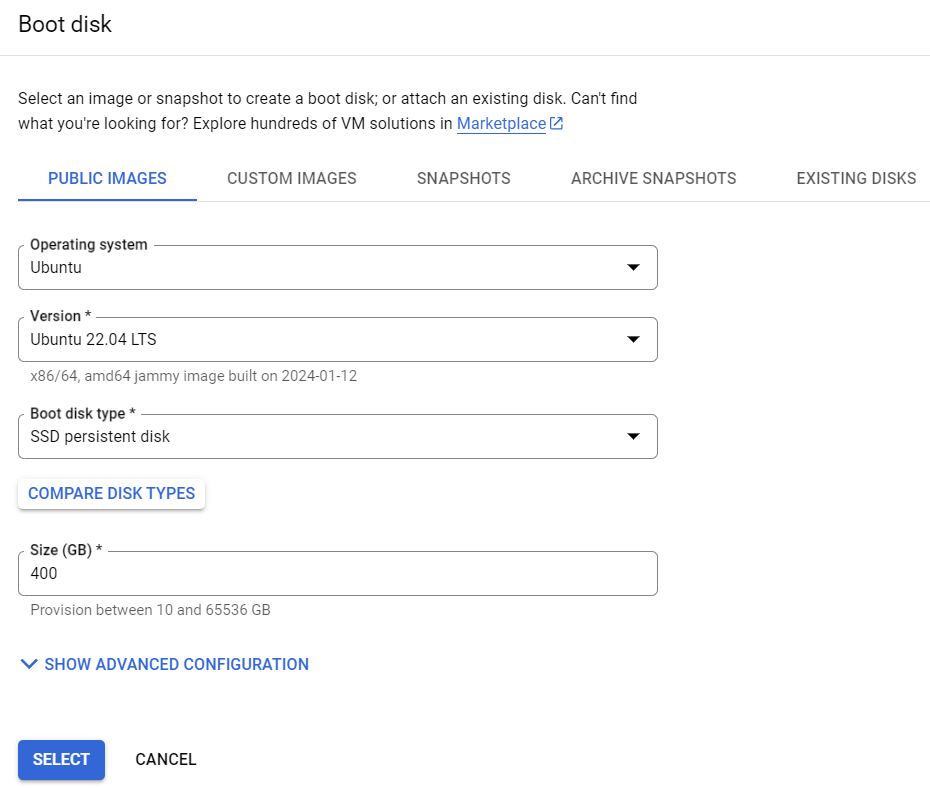 Boot disk
Select an image or snapshot to create a boot disk; or attach an existing disk. Can't find
what you're looking for? Explore hundreds of VM solutions in Marketplace
PUBLIC IMAGES
CUSTOM IMAGES
SNAPSHOTS
ARCHIVE SNAPSHOTS
EXISTING DISKS
Operating system
Ubuntu
Version *
Ubuntu 22.04 LTS
x86/64, amd64 jammy image built on 2024-01-12
Boot disk type *
SSD persistent disk
COMPARE DISK TYPES
Size (GB) *
400
Provision between 10 and 65536 GB
SHOW ADVANCED CONFIGURATION
SELECT
CANCEL